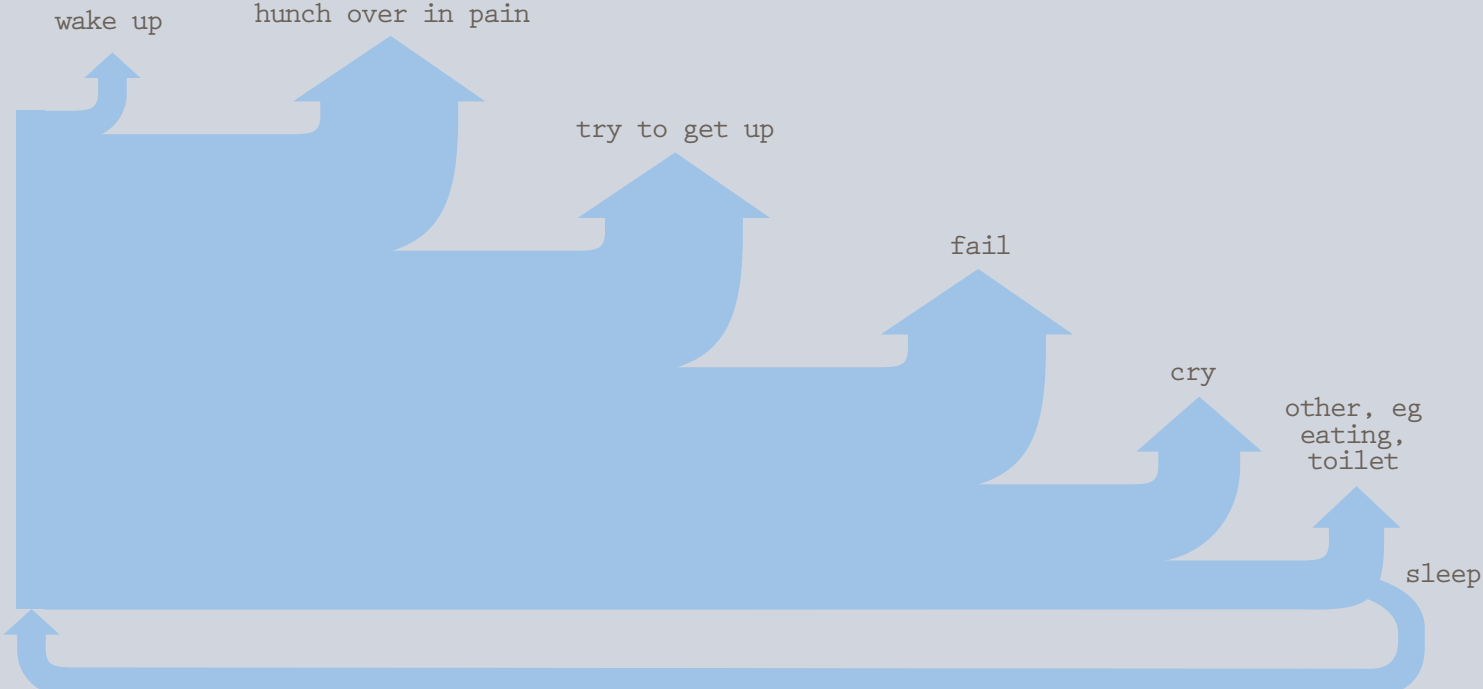 wake up
hunch over in pain
try to get up
fail
cry
other, eg
eating,
toilet
sleep